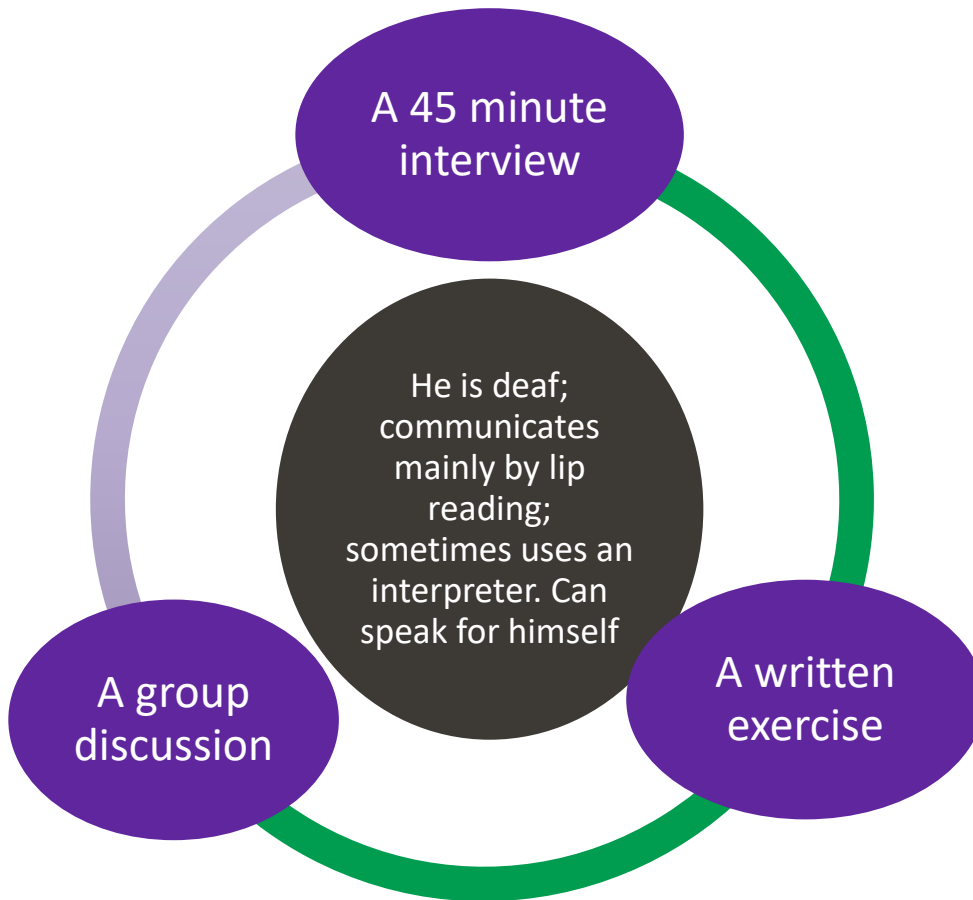 A 45 minute
interview
He is deaf;
communicates
mainly by lip
reading;
sometimes uses an
interpreter. Can
speak for himself
A group
discussion
A written
exercise